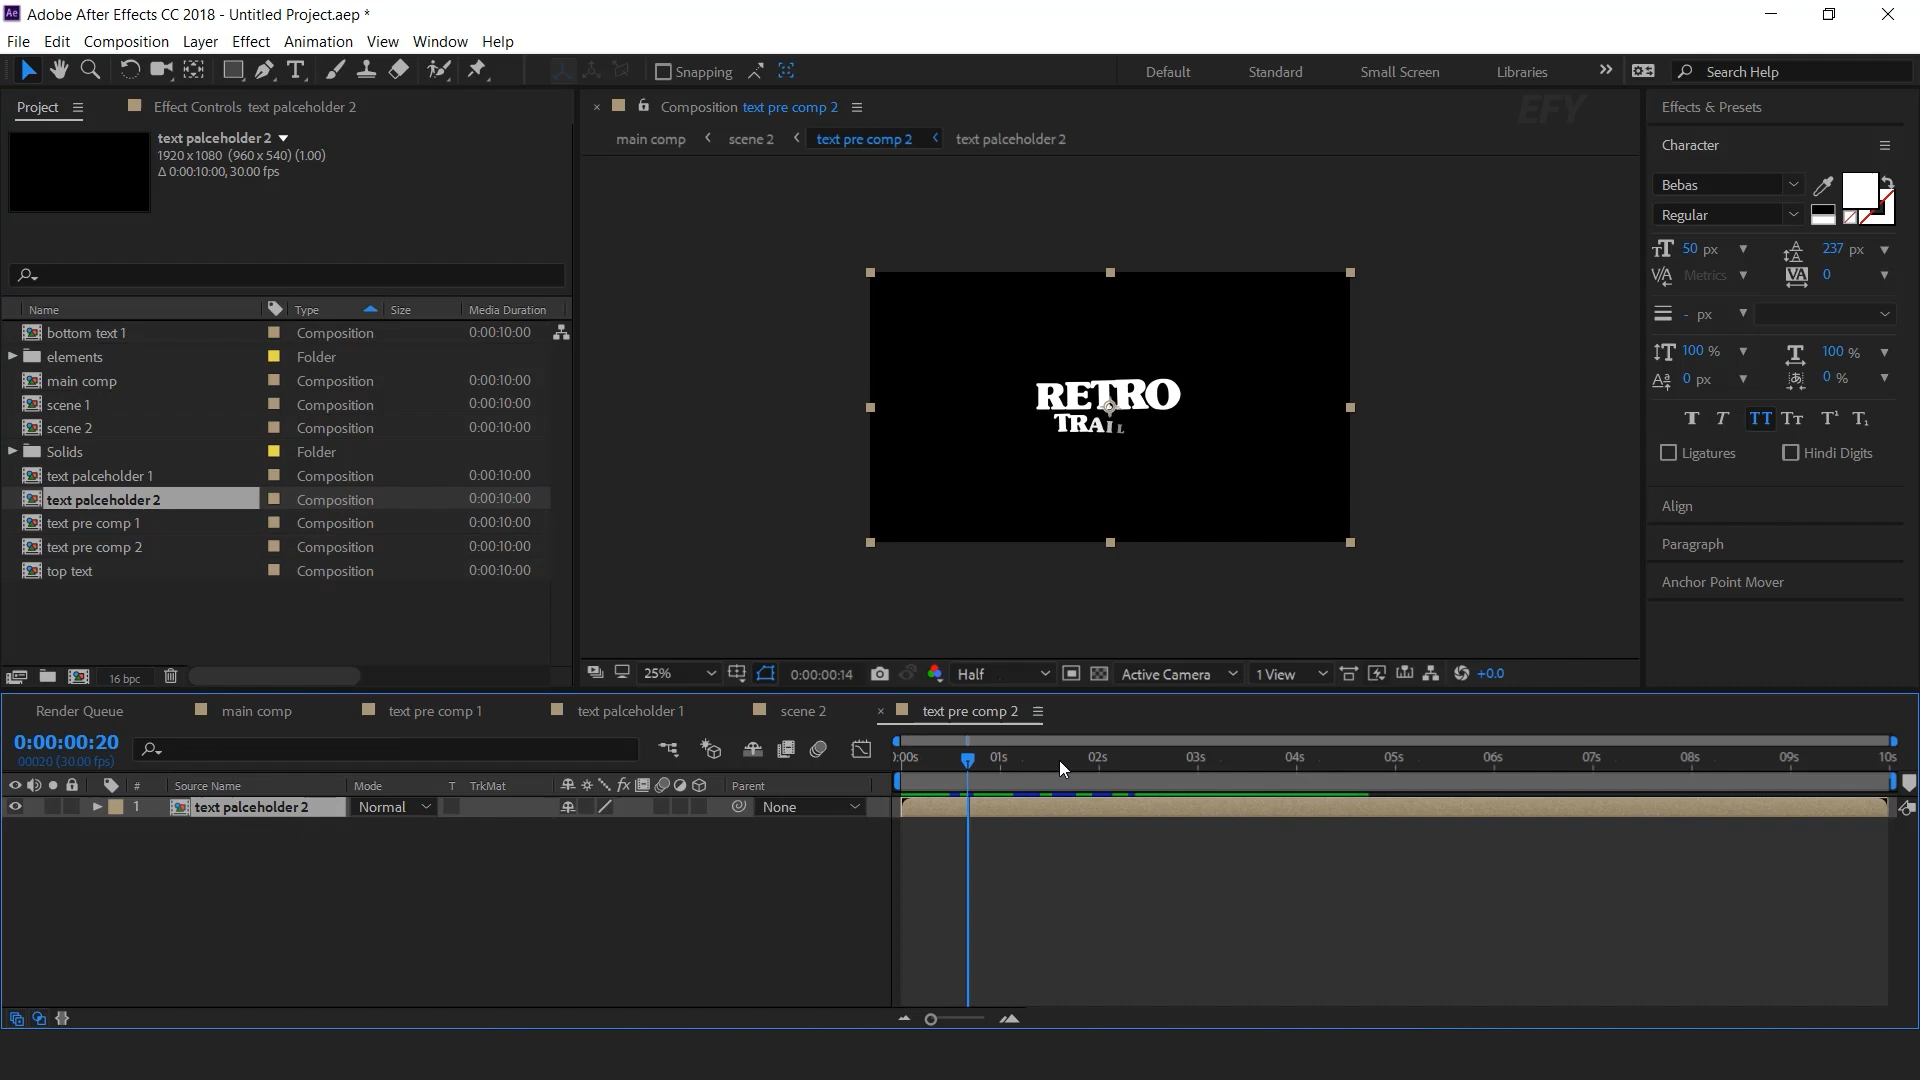 Adobe After Effects CC 2018 - Untitled Project.aep *
File Edit Composition Layer Effect Animation View Window Help
Snapping Default Standard Small Screen Libraries Search Help
Project Effect Controls text palceholder 2
text palceholder 2
1920 x 1080 (960 x 540) (1.00)
Δ 0:00:10:00, 30.00 fps
Name Type Size Media Duration
bottom text 1 Composition 0:00:10:00
elements Folder
main comp Composition 0:00:10:00
scene 1 Composition 0:00:10:00
scene 2 Composition 0:00:10:00
Solids Folder
text palceholder 1 Composition 0:00:10:00
text palceholder 2 Composition 0:00:10:00
text pre comp 1 Composition 0:00:10:00
text pre comp 2 Composition 0:00:10:00
top text Composition 0:00:10:00
16 bpc
Composition text pre comp 2
EFY
main comp scene 2 text pre comp 2 text palceholder 2
RETRO
TRAIL
25% 0:00:00:14 Half Active Camera 1 View +0.0
Effects & Presets
Character
Bebas
Regular
50 px 237 px
Metrics 0
- px
100 % 100 %
0 px 0 %
Ligatures Hindi Digits
Align
Paragraph
Anchor Point Mover
Render Queue main comp text pre comp 1 text palceholder 1 scene 2 text pre comp 2
0:00:00:20
00020 (30.00 fps)
):00s 01s 02s 03s 04s 05s 06s 07s 08s 09s 10s
# Source Name Mode T TrkMat fx Parent
1 text palceholder 2 Normal None